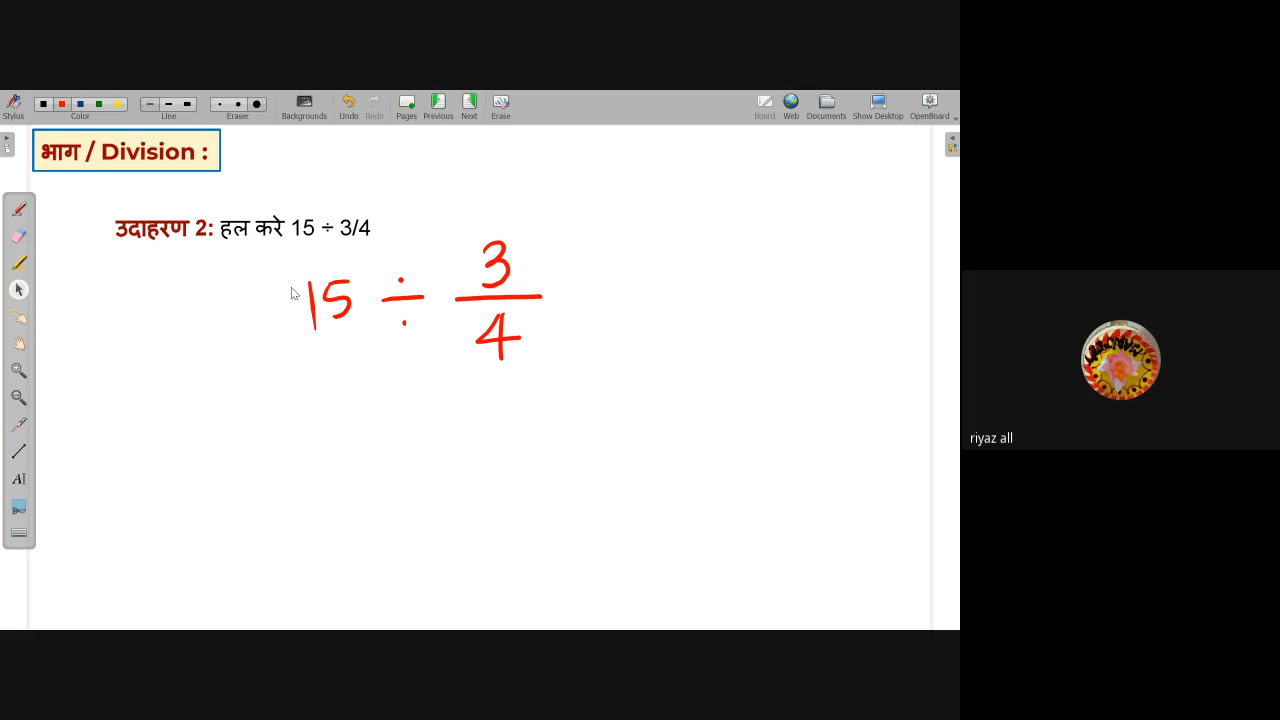 Stylus
Color
Line
Eraser
Backgrounds
Undo
Redo
Pages
Previous
Next
Erase
Board
Web
Documents
Show Desktop
OpenBoard
भाग / Division :
उदाहरण 2: हल करे 15 ÷ 3/4
15 ÷ 3/4
AI
riyaz all